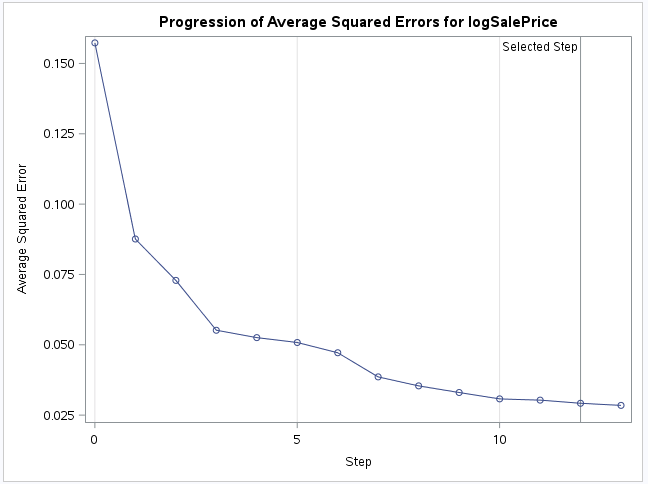 Progression of Average Squared Errors for logSalePrice
Selected Step
0.150
0.125
0.100
0.075
0.050
0.025
Average Squared Error
0 5 10
Step